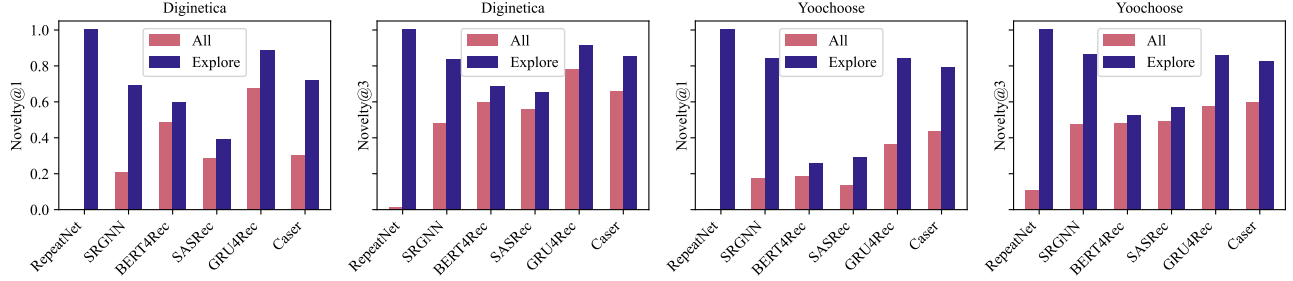 Diginetica
Novelty@1
1.0
0.8
0.6
0.4
0.2
0.0
All
Explore
RepeatNet
SRGNN
BERT4Rec
SASRec
GRU4Rec
Caser
Diginetica
Novelty@3
All
Explore
RepeatNet
SRGNN
BERT4Rec
SASRec
GRU4Rec
Caser
Yoochoose
Novelty@1
All
Explore
RepeatNet
SRGNN
BERT4Rec
SASRec
GRU4Rec
Caser
Yoochoose
Novelty@3
All
Explore
RepeatNet
SRGNN
BERT4Rec
SASRec
GRU4Rec
Caser